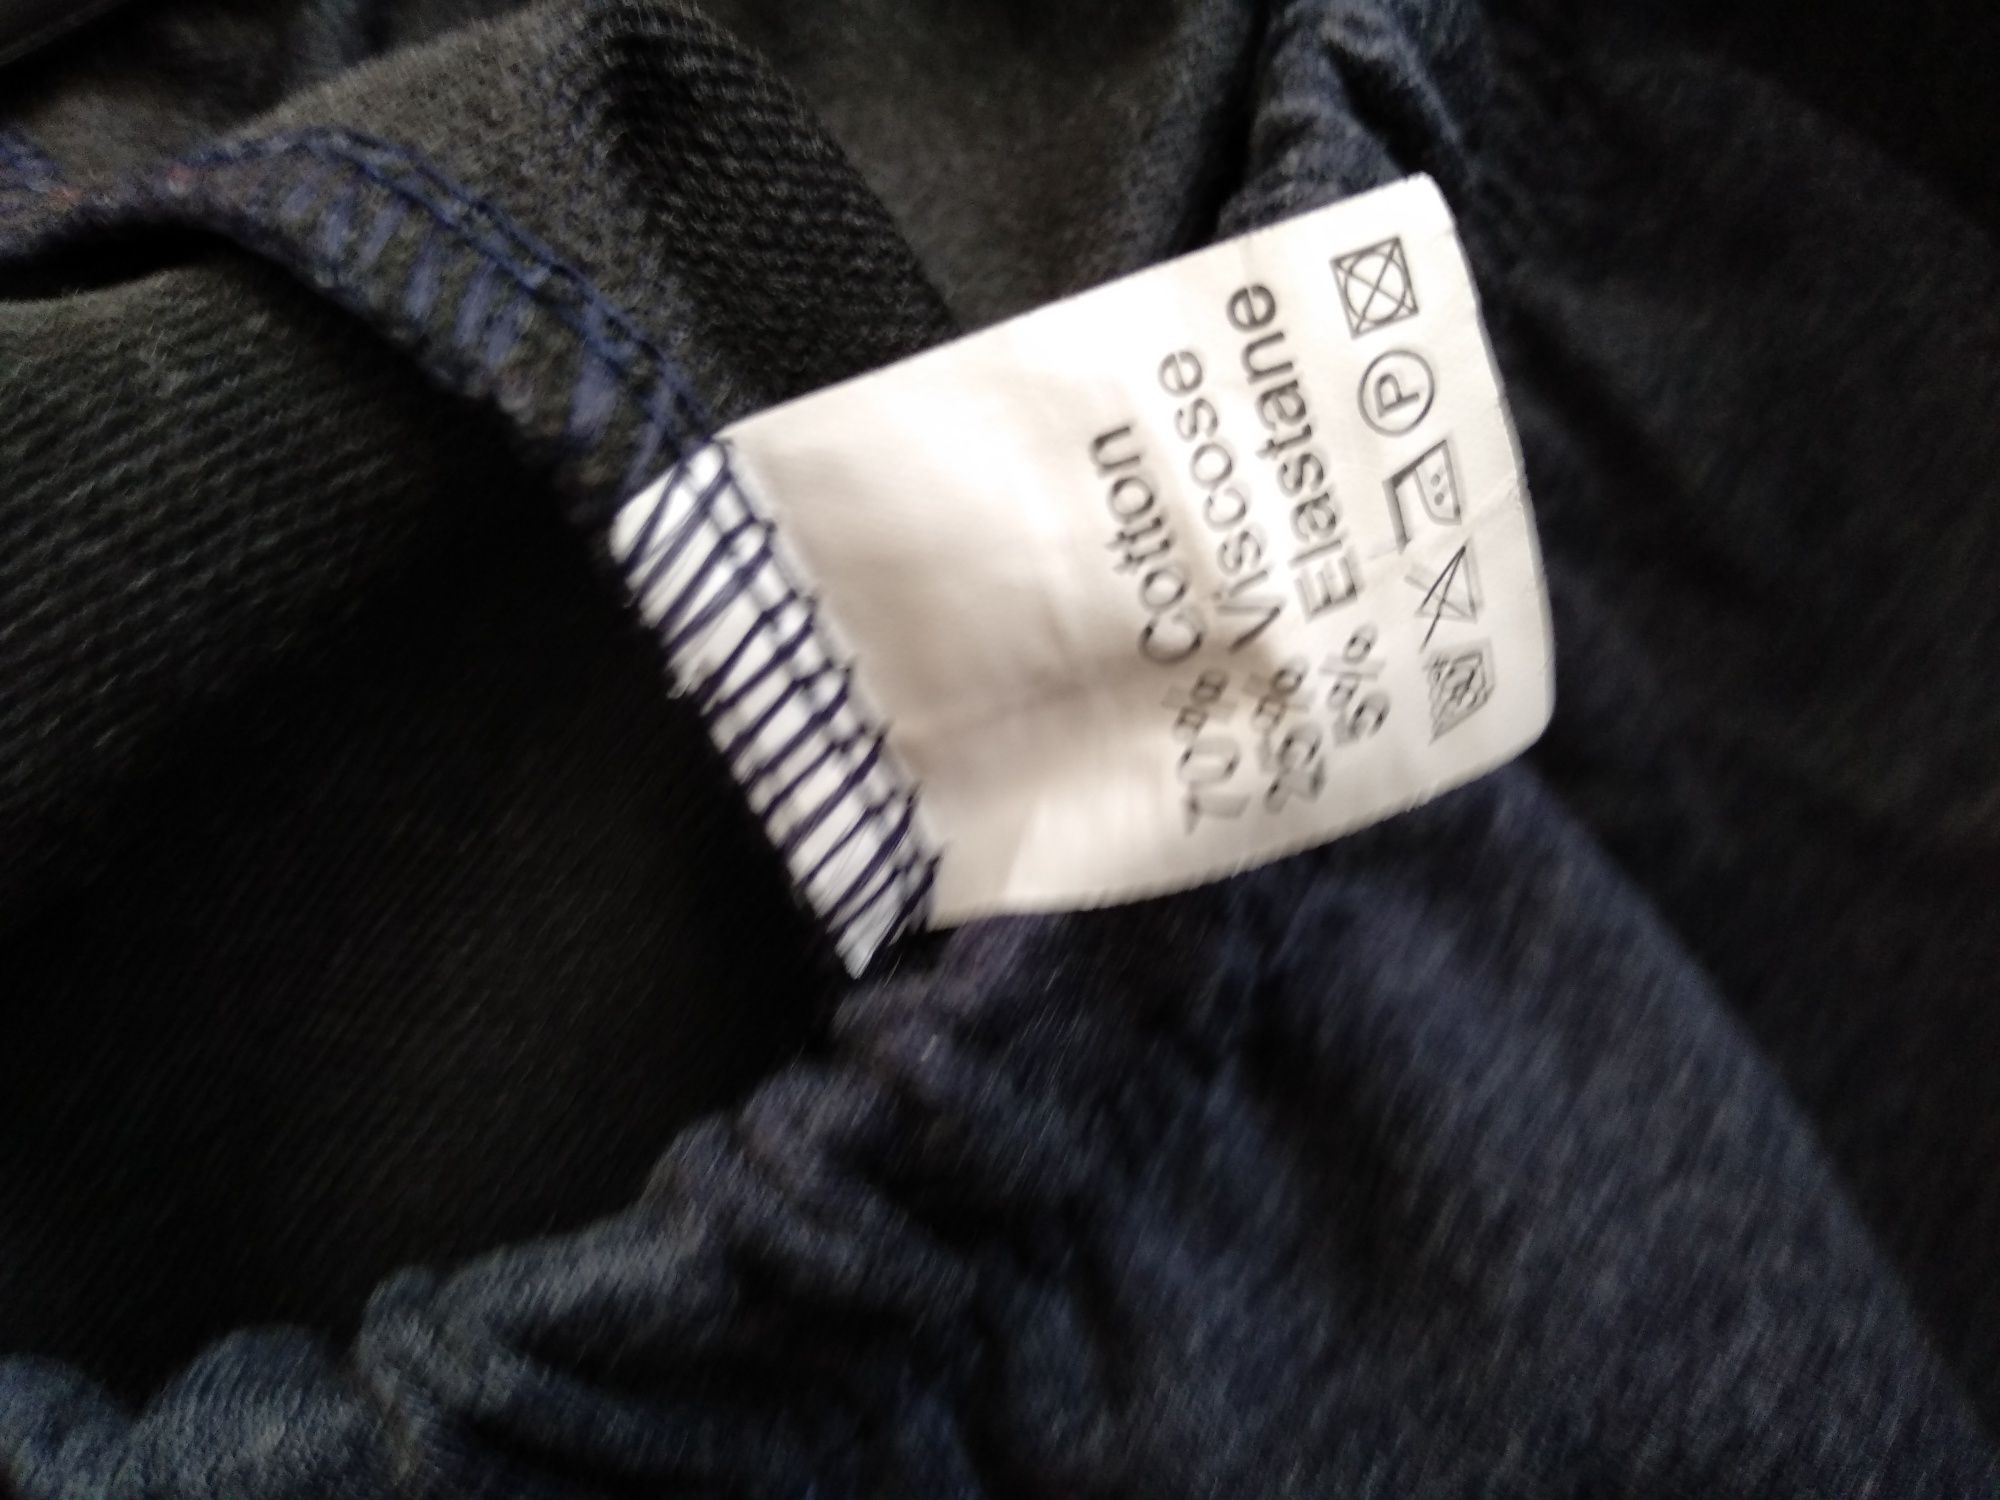 70% Cotton
25% Viscose
5% Elastane
P